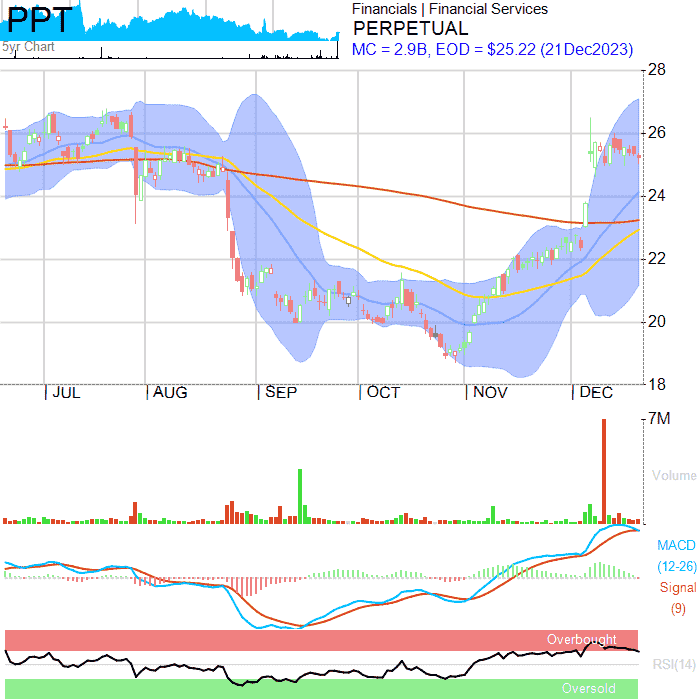 PPT
5yr Chart
Financials | Financial Services
PERPETUAL
MC = 2.9B, EOD = $25.22 (21Dec2023)
28
26
24
22
20
18
JUL AUG SEP OCT NOV DEC
7M
Volume
MACD
(12-26)
Signal
(9)
Overbought
RSI(14)
Oversold